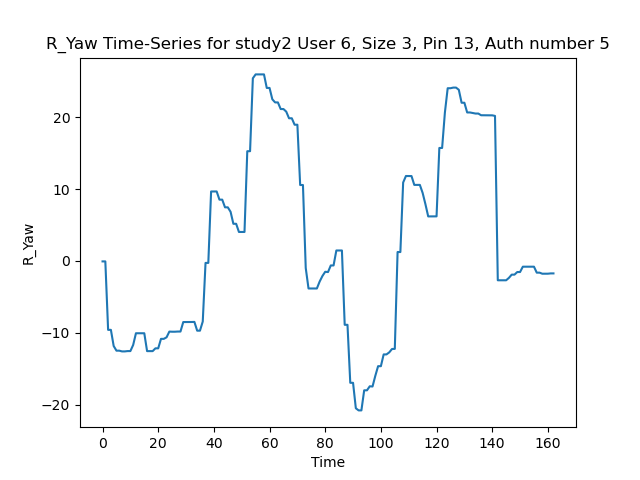 R_Yaw Time-Series for study2 User 6, Size 3, Pin 13, Auth number 5
R_Yaw
20
10
0
−10
−20
0 20 40 60 80 100 120 140 160
Time